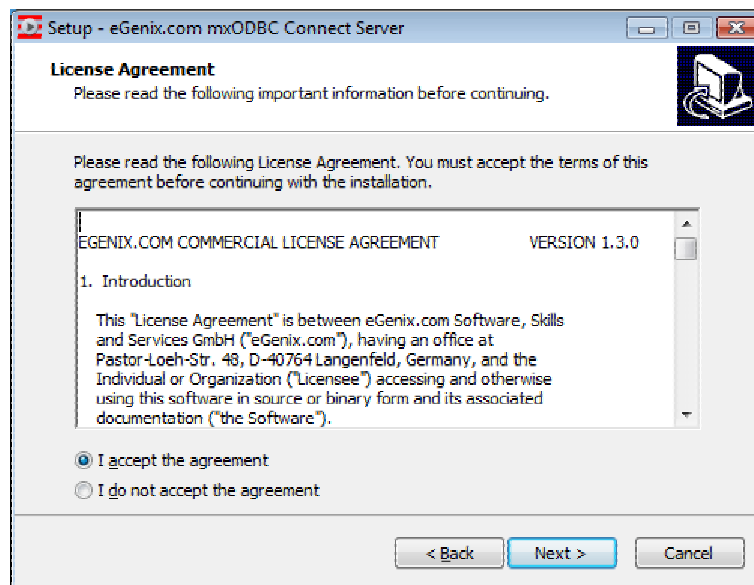 Setup - eGenix.com mxODBC Connect Server
License Agreement
Please read the following important information before continuing.
Please read the following License Agreement. You must accept the terms of this
agreement before continuing with the installation.
EGENIX.COM COMMERCIAL LICENSE AGREEMENT VERSION 1.3.0
1. Introduction
This "License Agreement" is between eGenix.com Software, Skills
and Services GmbH ("eGenix.com"), having an office at
Pastor-Loeh-Str. 48, D-40764 Langenfeld, Germany, and the
Individual or Organization ("Licensee") accessing and otherwise
using this software in source or binary form and its associated
documentation ("the Software").
I accept the agreement
I do not accept the agreement
< Back Next > Cancel